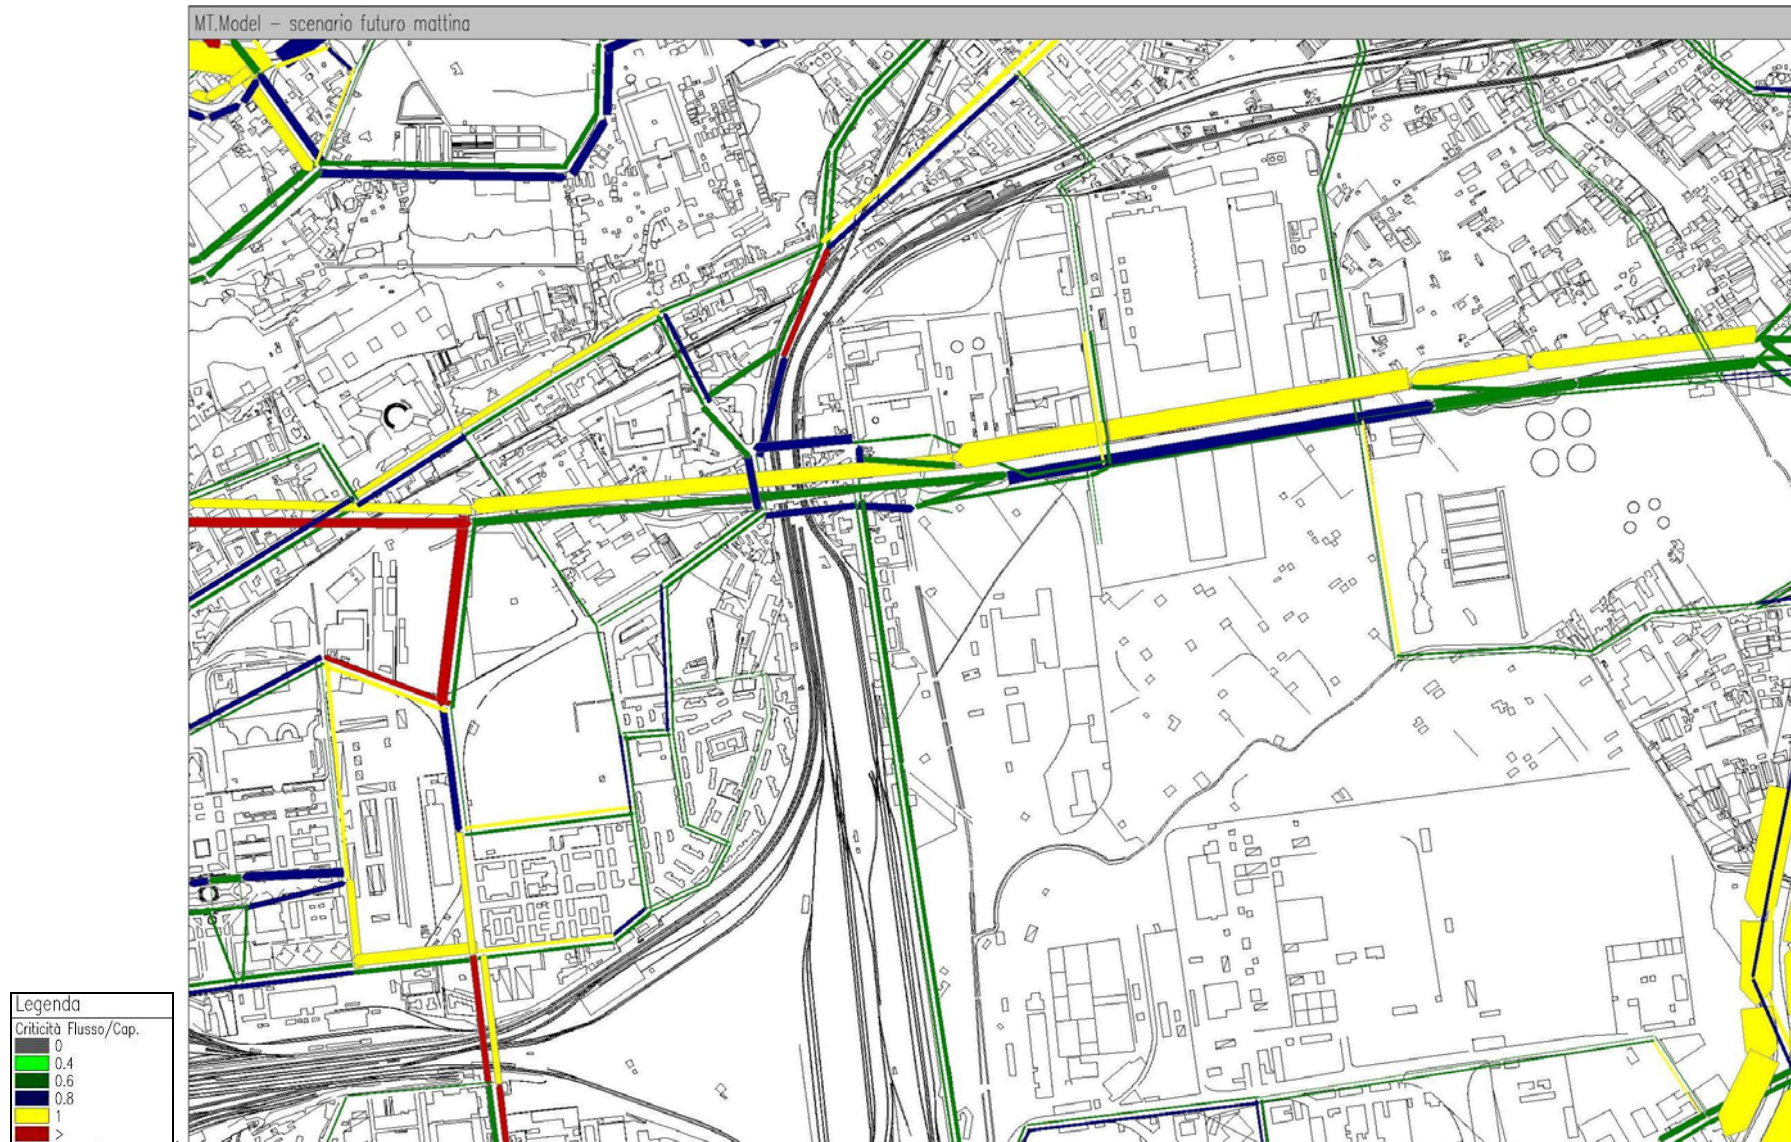 MT.Model - scenario futuro mattina
Legenda
Criticità Flusso/Cap.
0
0.4
0.6
0.8
1
>